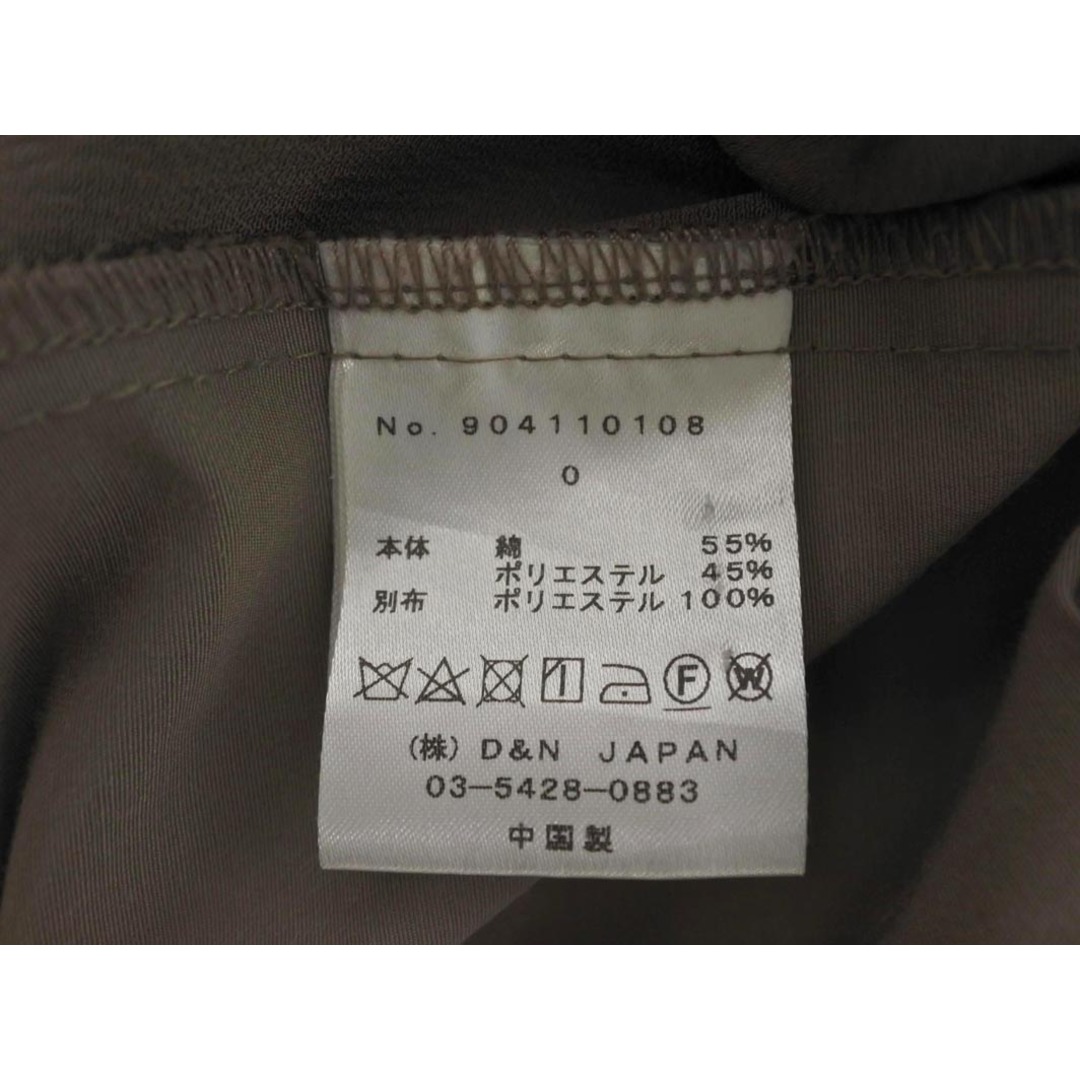 No. 904110108
0
本体 綿 55%
ポリエステル 45%
別布 ポリエステル 100%
F W
(株) D&N JAPAN
03-5428-0883
中国製